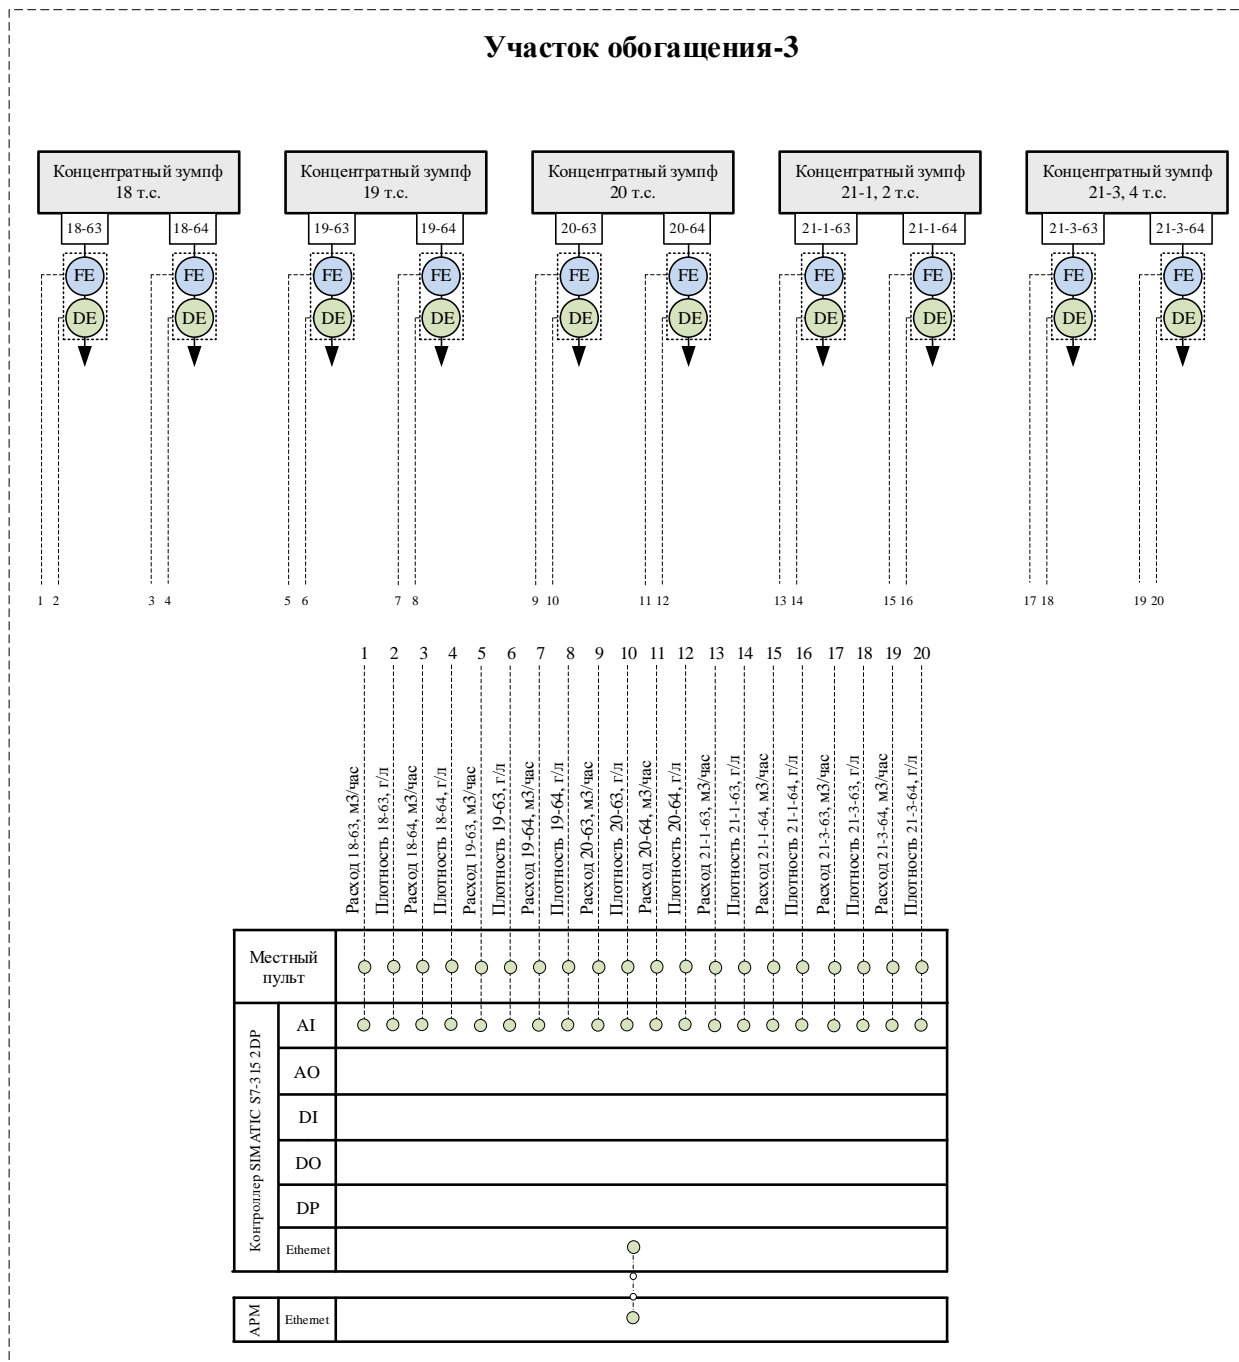 Участок обогащения-3
Концентратный зумпф
18 т.с.
Концентратный зумпф
19 т.с.
Концентратный зумпф
20 т.с.
Концентратный зумпф
21-1, 2 т.с.
Концентратный зумпф
21-3, 4 т.с.
18-63
18-64
19-63
19-64
20-63
20-64
21-1-63
21-1-64
21-3-63
21-3-64
FE
FE
FE
FE
FE
FE
FE
FE
FE
FE
DE
DE
DE
DE
DE
DE
DE
DE
DE
DE
1 2 3 4 5 6 7 8 9 10 11 12 13 14 15 16 17 18 19 20
1 2 3 4 5 6 7 8 9 10 11 12 13 14 15 16 17 18 19 20
Расход 18-63, м3/час
Плотность 18-63, г/л
Расход 18-64, м3/час
Плотность 18-64, г/л
Расход 19-63, м3/час
Плотность 19-63, г/л
Расход 19-64, м3/час
Плотность 19-64, г/л
Расход 20-63, м3/час
Плотность 20-63, г/л
Расход 20-64, м3/час
Плотность 20-64, г/л
Расход 21-1-63, м3/час
Плотность 21-1-63, г/л
Расход 21-1-64, м3/час
Плотность 21-1-64, г/л
Расход 21-3-63, м3/час
Плотность 21-3-63, г/л
Расход 21-3-64, м3/час
Плотность 21-3-64, г/л
Местный
пульт
Контроллер SIMATIC S7-315 2DP
AI
AO
DI
DO
DP
Ethernet
АРМ
Ethernet